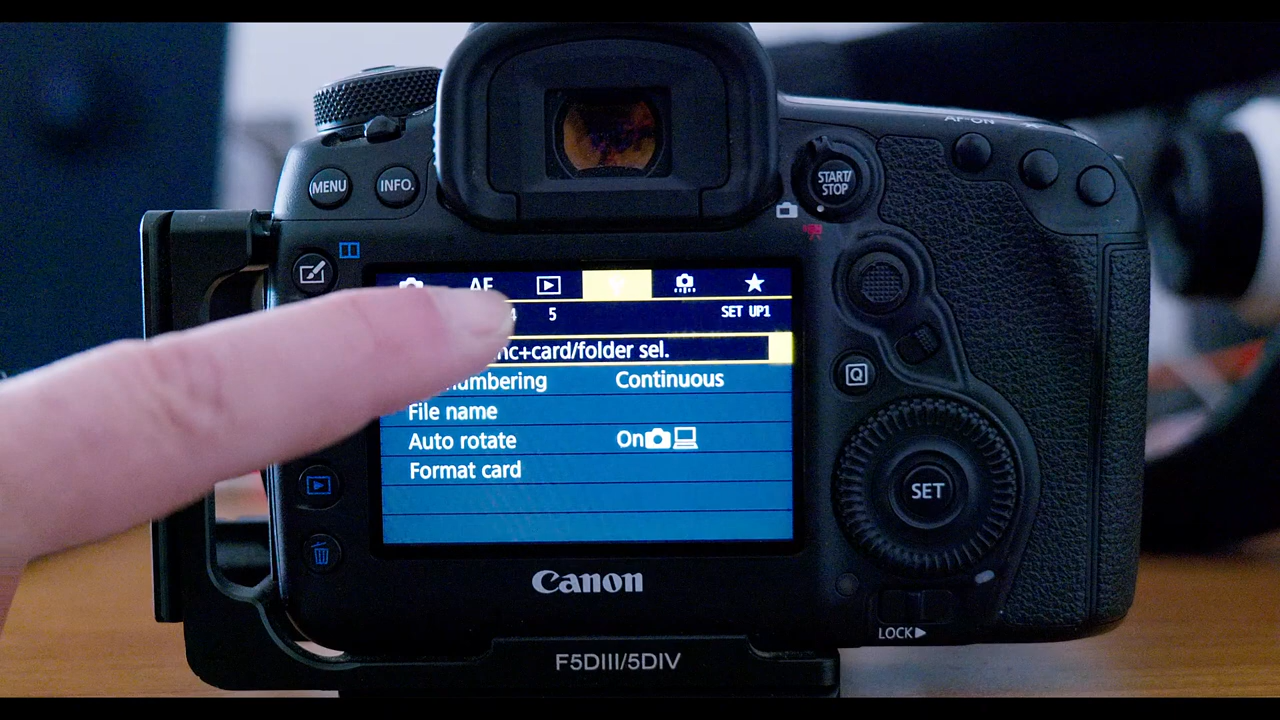 AF-ON
MENU
INFO.
START/
STOP
AF
4 5
SET UP1
nc+card/folder sel.
numbering Continuous
File name
Auto rotate On
Format card
Q
SET
Canon
LOCK
F5DIII/5DIV